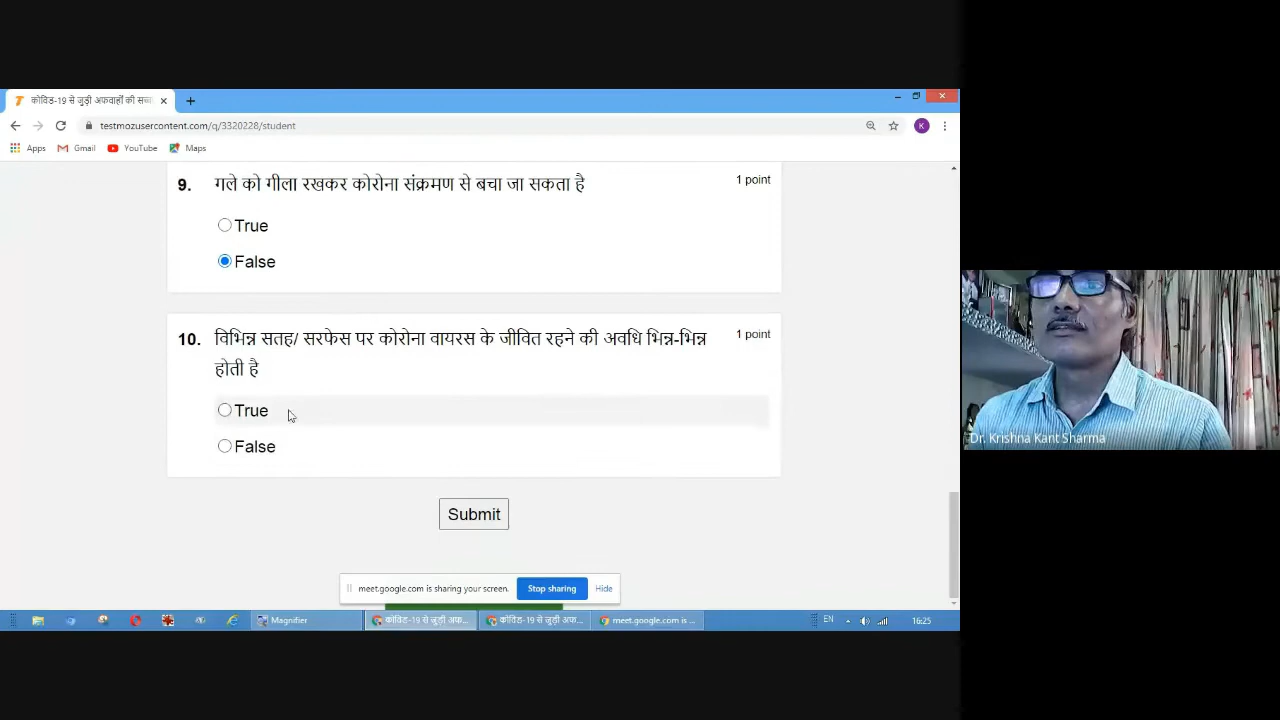 कोविड-19 से जुड़ी अफवाहों की सच्च
testmozusercontent.com/q/3320228/student
K
Apps Gmail YouTube Maps
9. गले को गीला रखकर कोरोना संक्रमण से बचा जा सकता है 1 point
True
False
10. विभिन्न सतह/ सरफेस पर कोरोना वायरस के जीवित रहने की अवधि भिन्न-भिन्न 1 point
होती है
True
False
Dr. Krishna Kant Sharma
Submit
meet.google.com is sharing your screen. Stop sharing Hide
Magnifier कोविड-19 से जुड़ी अफ... कोविड-19 से जुड़ी अफ... meet.google.com is ... EN 16:25